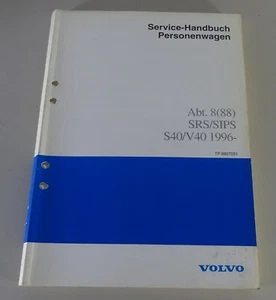 Service-Handbuch
Personenwagen
Abt. 8(88)
SRS/SIPS
S40/V40 1996-
VOLVO